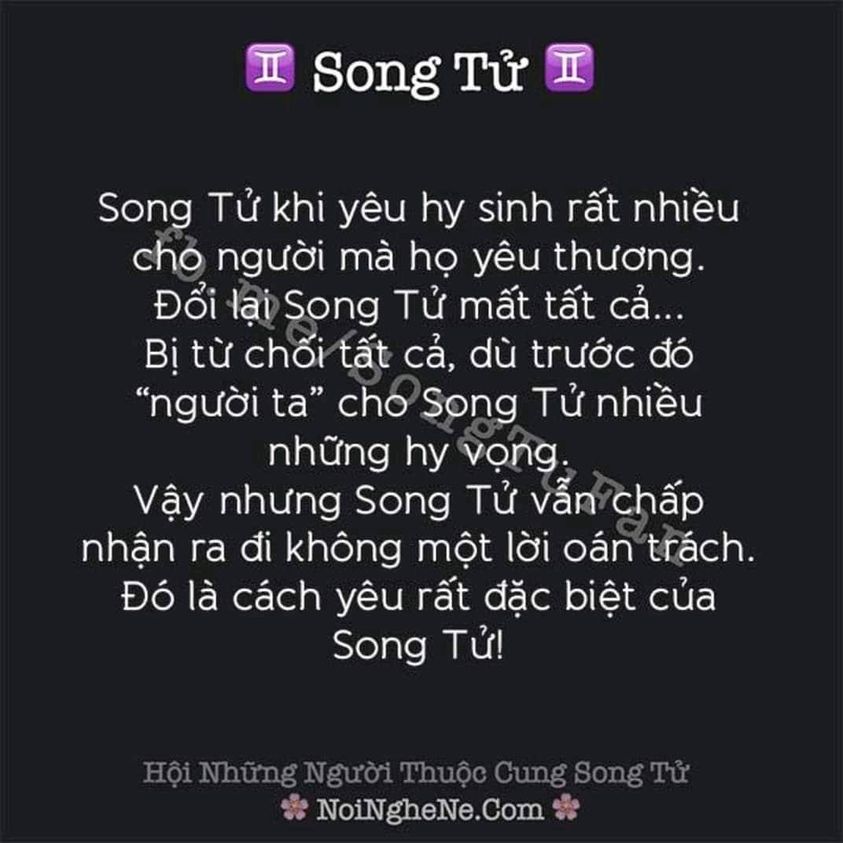 ♊ Song Tử ♊
Song Tử khi yêu hy sinh rất nhiều
cho người mà họ yêu thương.
Đổi lại Song Tử mất tất cả...
Bị từ chối tất cả, dù trước đó
“người ta” cho Song Tử nhiều
những hy vọng.
Vậy nhưng Song Tử vẫn chấp
nhận ra đi không một lời oán trách.
Đó là cách yêu rất đặc biệt của
Song Tử!
fb.me/SongTuFan
Hội Những Người Thuộc Cung Song Tử
🌸 NoiNgheNe.Com 🌸